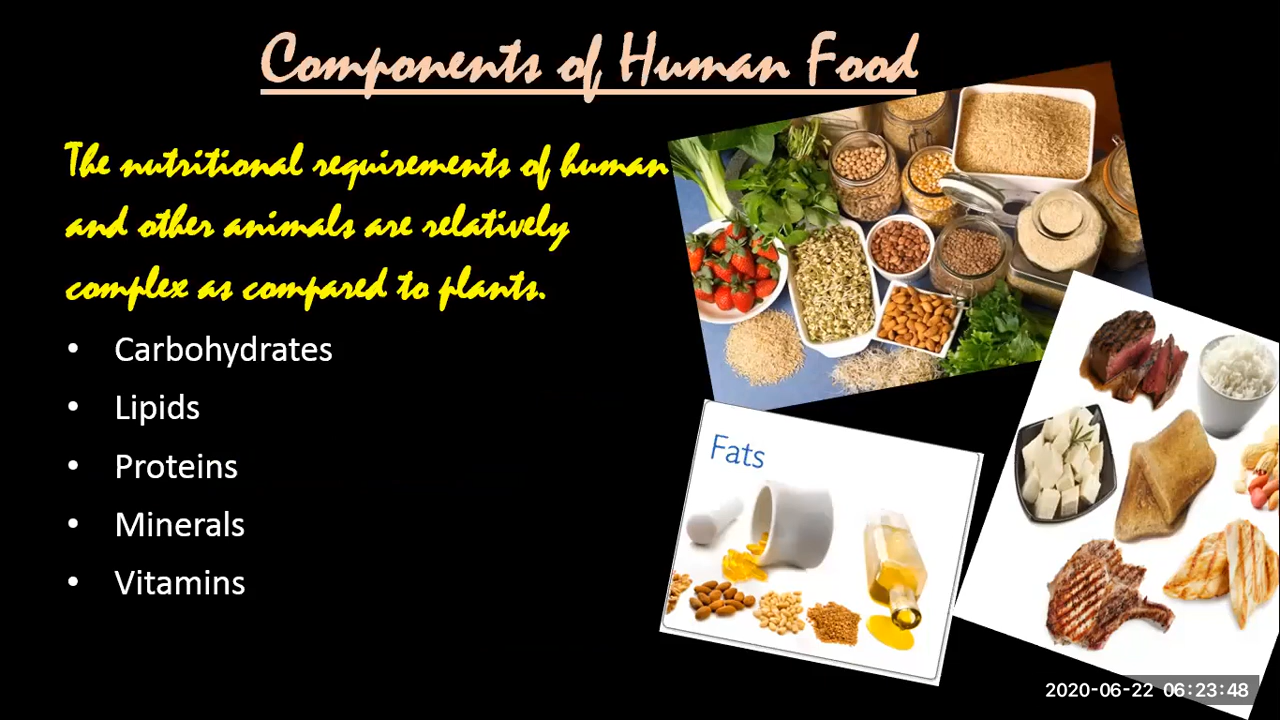 Components of Human Food
The nutritional requirements of human
and other animals are relatively
complex as compared to plants.
• Carbohydrates
• Lipids
• Proteins
• Minerals
• Vitamins
Fats
2020-06-22 06:23:48